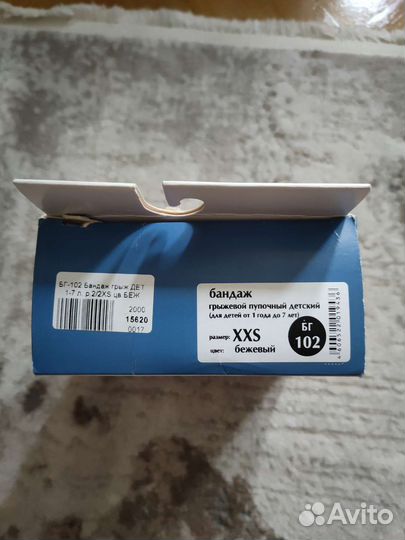 БГ-102 Бандаж грыж ДЕТ
1-7 л. р.2/2XS цв БЕЖ
2000
15620
0017
бандаж
грыжевой пупочный детский
(для детей от 1 года до 7 лет)
размер: XXS
цвет: бежевый
БГ
102
4606522019436
Avito